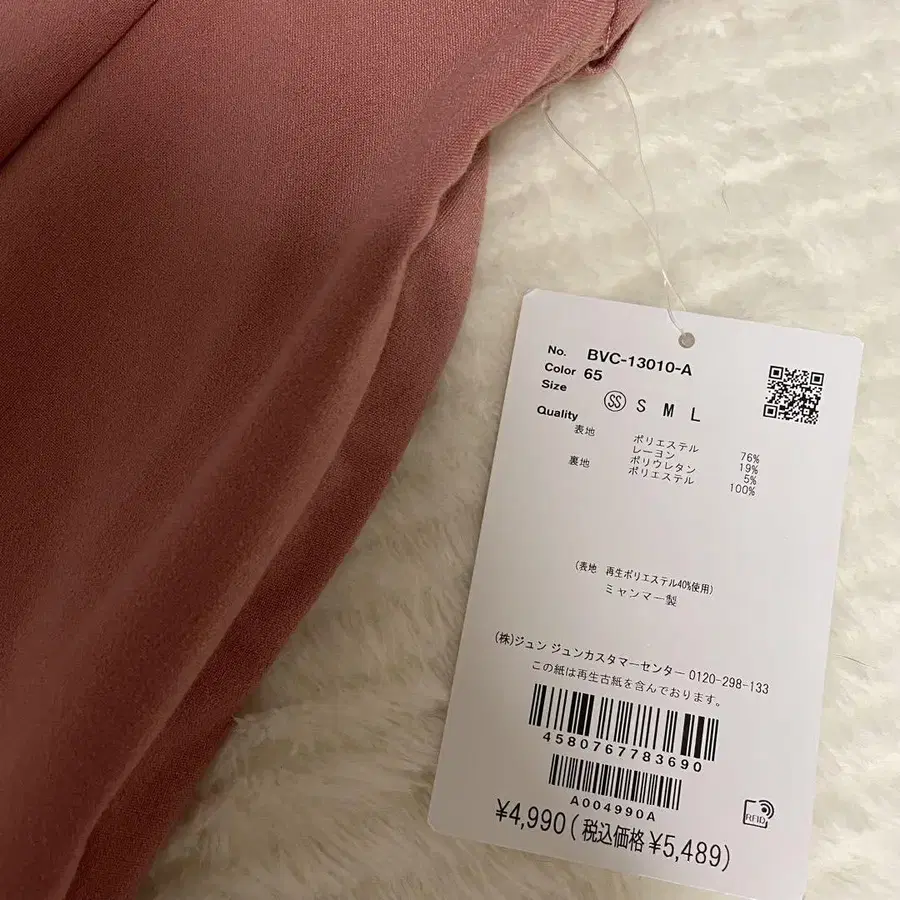 No. BVC-13010-A
Color 65
Size SS S M L
Quality
表地 ポリエステル 76%
レーヨン 19%
ポリウレタン 5%
裏地 ポリエステル 100%
(表地 再生ポリエステル40%使用)
ミャンマー製
(株)ジュン ジュンカスタマーセンター 0120-298-133
この紙は再生古紙を含んでおります。
4580767783690
A004990A
RFID
¥4,990(税込価格¥5,489)